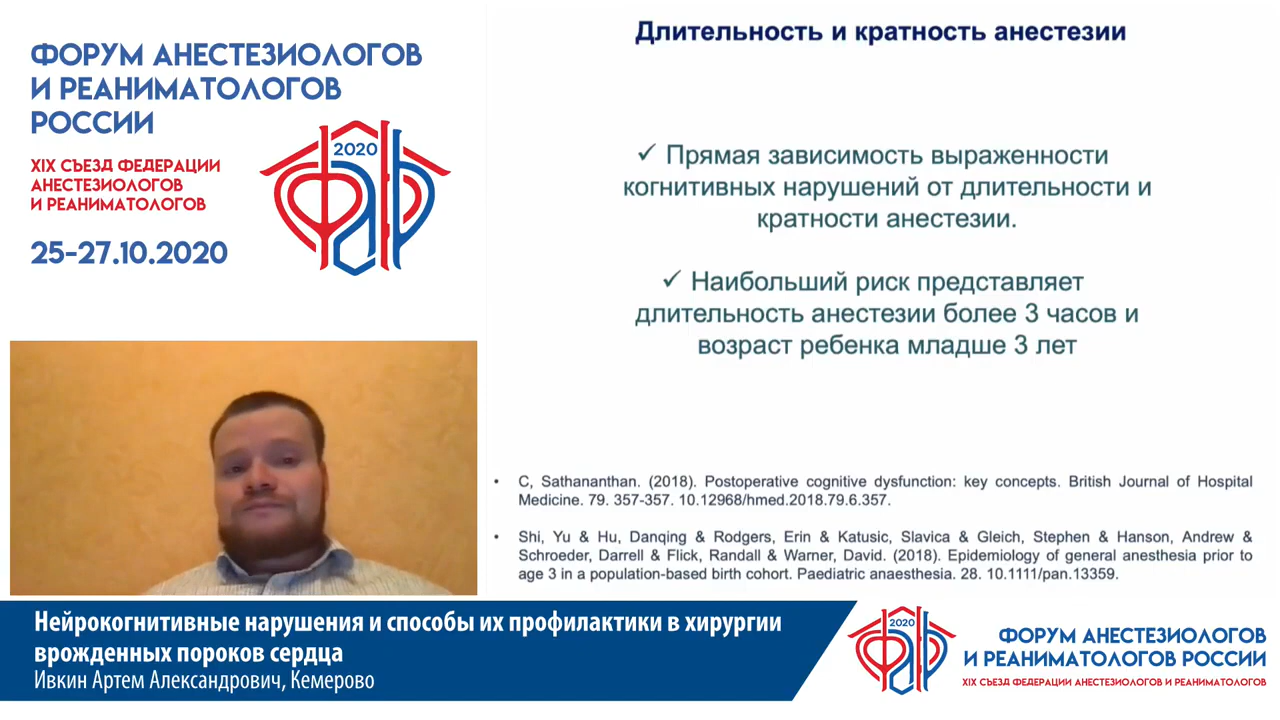 ФОРУМ АНЕСТЕЗИОЛОГОВ
И РЕАНИМАТОЛОГОВ
РОССИИ
XIX СЪЕЗД ФЕДЕРАЦИИ
АНЕСТЕЗИОЛОГОВ
И РЕАНИМАТОЛОГОВ
25-27.10.2020
2020
ФАР
Длительность и кратность анестезии
✓ Прямая зависимость выраженности
когнитивных нарушений от длительности и
кратности анестезии.
✓ Наибольший риск представляет
длительность анестезии более 3 часов и
возраст ребенка младше 3 лет
• C, Sathananthan. (2018). Postoperative cognitive dysfunction: key concepts. British Journal of Hospital
Medicine. 79. 357-357. 10.12968/hmed.2018.79.6.357.
• Shi, Yu & Hu, Danqing & Rodgers, Erin & Katusic, Slavica & Gleich, Stephen & Hanson, Andrew &
Schroeder, Darrell & Flick, Randall & Warner, David. (2018). Epidemiology of general anesthesia prior to
age 3 in a population-based birth cohort. Paediatric anaesthesia. 28. 10.1111/pan.13359.
Нейрокогнитивные нарушения и способы их профилактики в хирургии
врожденных пороков сердца
Ивкин Артем Александрович, Кемерово
2020
ФАР
ФОРУМ АНЕСТЕЗИОЛОГОВ
И РЕАНИМАТОЛОГОВ РОССИИ
XIX СЪЕЗД ФЕДЕРАЦИИ АНЕСТЕЗИОЛОГОВ И РЕАНИМАТОЛОГОВ